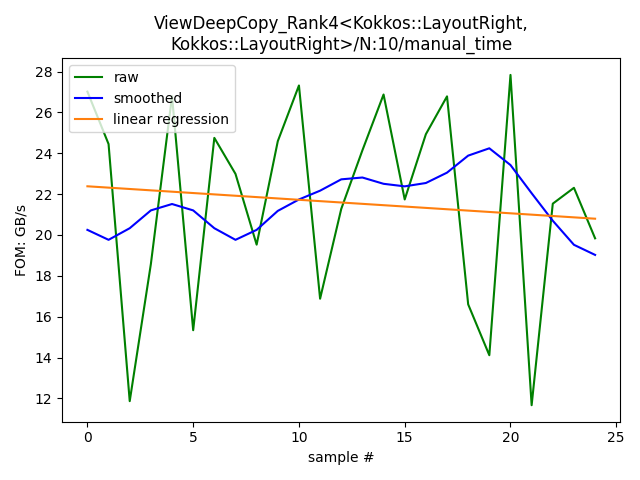 ViewDeepCopy_Rank4<Kokkos::LayoutRight,
Kokkos::LayoutRight>/N:10/manual_time
raw
smoothed
linear regression
FOM: GB/s
28
26
24
22
20
18
16
14
12
0
5
10
15
20
25
sample #